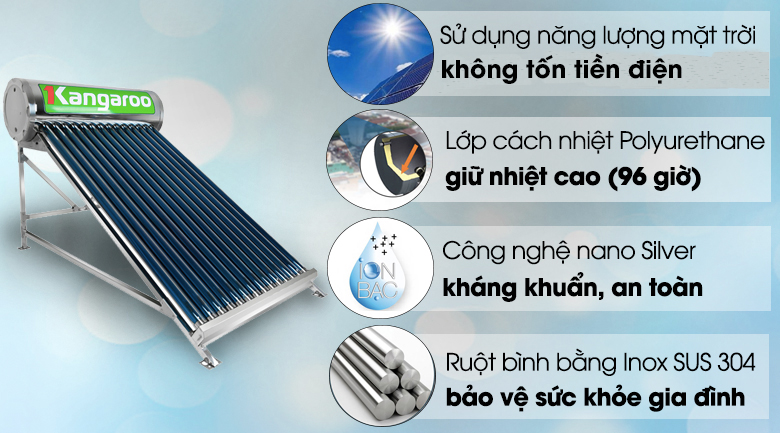 1Kangaroo
Sử dụng năng lượng mặt trời
không tốn tiền điện
Lớp cách nhiệt Polyurethane
giữ nhiệt cao (96 giờ)
ION
BẠC
Công nghệ nano Silver
kháng khuẩn, an toàn
Ruột bình bằng Inox SUS 304
bảo vệ sức khỏe gia đình